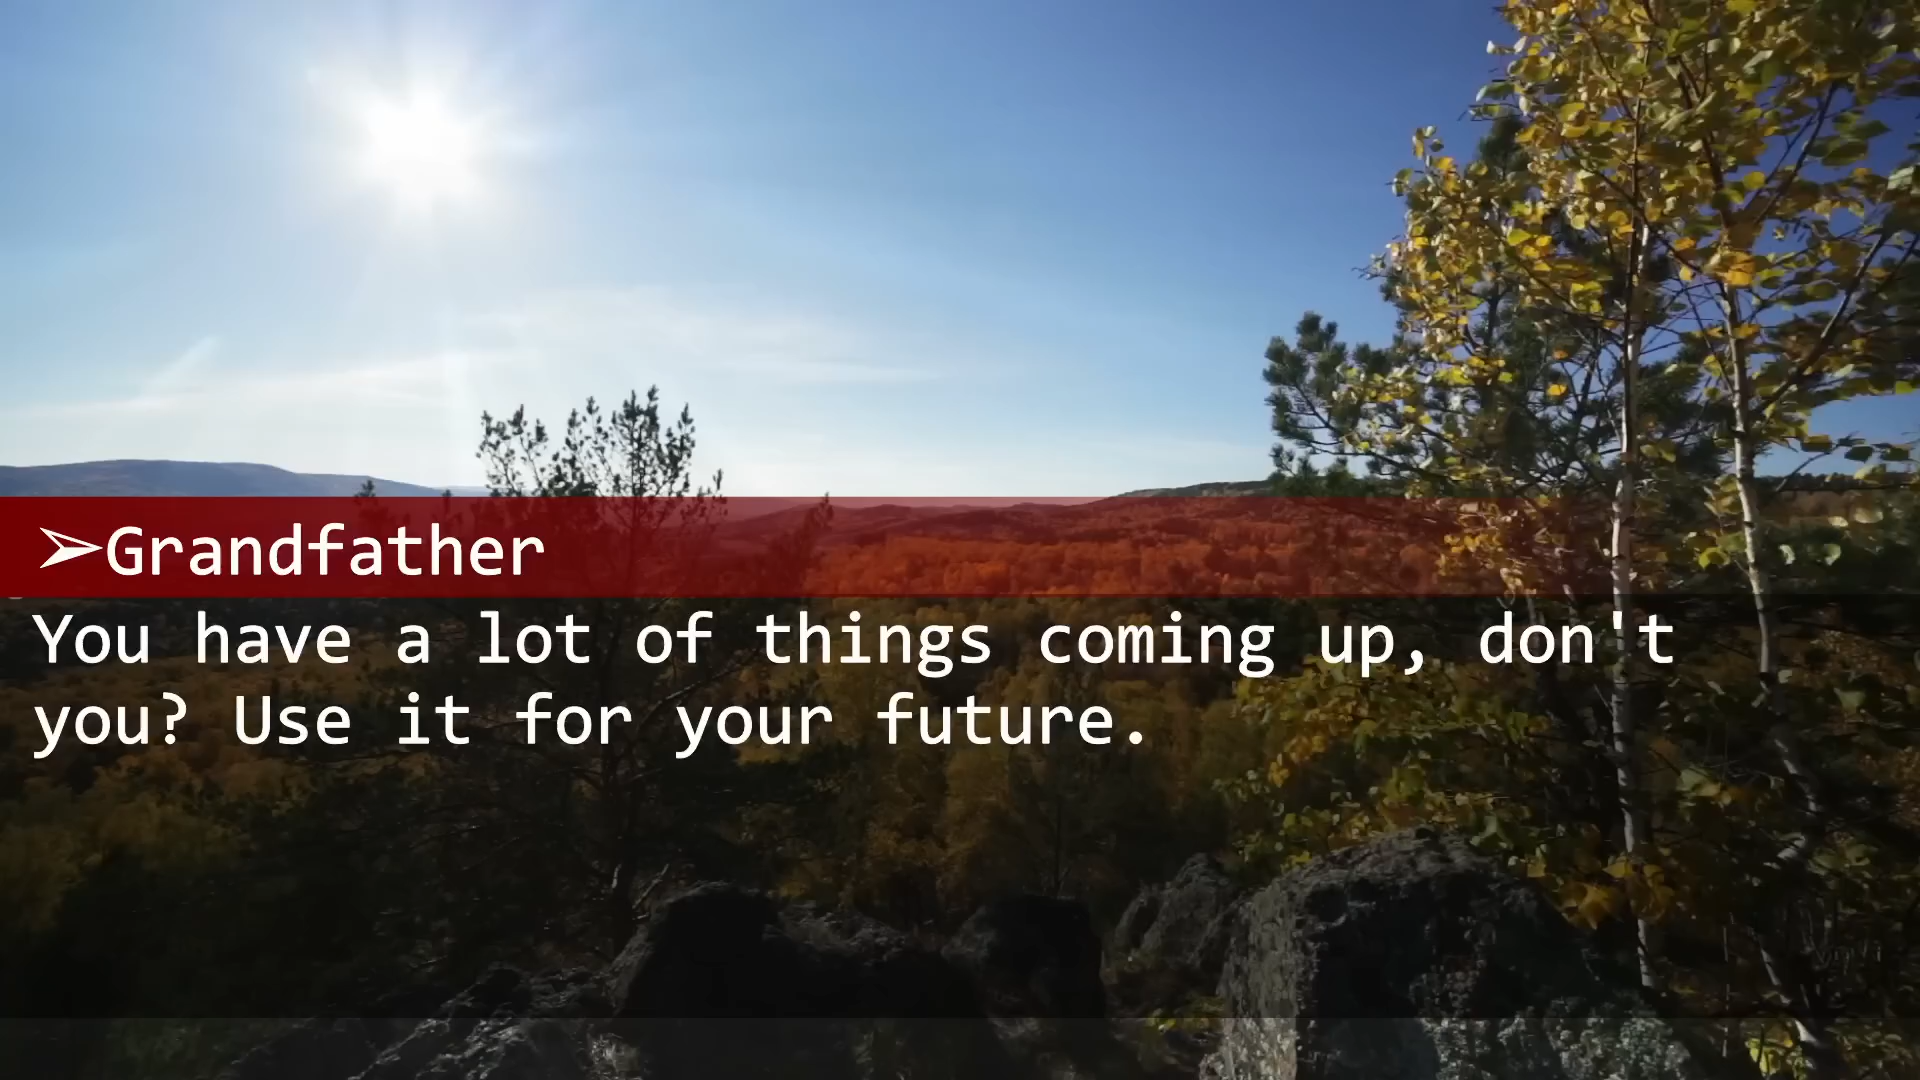 ➢Grandfather
You have a lot of things coming up, don't
you? Use it for your future.